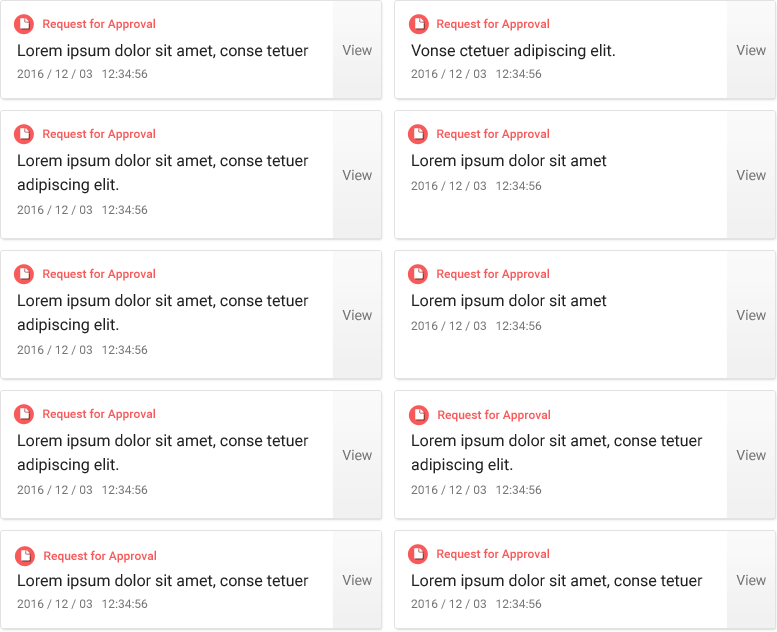 Request for Approval
Lorem ipsum dolor sit amet, conse tetuer
2016 / 12 / 03 12:34:56
View
Request for Approval
Vonse ctetuer adipiscing elit.
2016 / 12 / 03 12:34:56
View
Request for Approval
Lorem ipsum dolor sit amet, conse tetuer
adipiscing elit.
2016 / 12 / 03 12:34:56
View
Request for Approval
Lorem ipsum dolor sit amet
2016 / 12 / 03 12:34:56
View
Request for Approval
Lorem ipsum dolor sit amet, conse tetuer
adipiscing elit.
2016 / 12 / 03 12:34:56
View
Request for Approval
Lorem ipsum dolor sit amet
2016 / 12 / 03 12:34:56
View
Request for Approval
Lorem ipsum dolor sit amet, conse tetuer
adipiscing elit.
2016 / 12 / 03 12:34:56
View
Request for Approval
Lorem ipsum dolor sit amet, conse tetuer
adipiscing elit.
2016 / 12 / 03 12:34:56
View
Request for Approval
Lorem ipsum dolor sit amet, conse tetuer
2016 / 12 / 03 12:34:56
View
Request for Approval
Lorem ipsum dolor sit amet, conse tetuer
2016 / 12 / 03 12:34:56
View